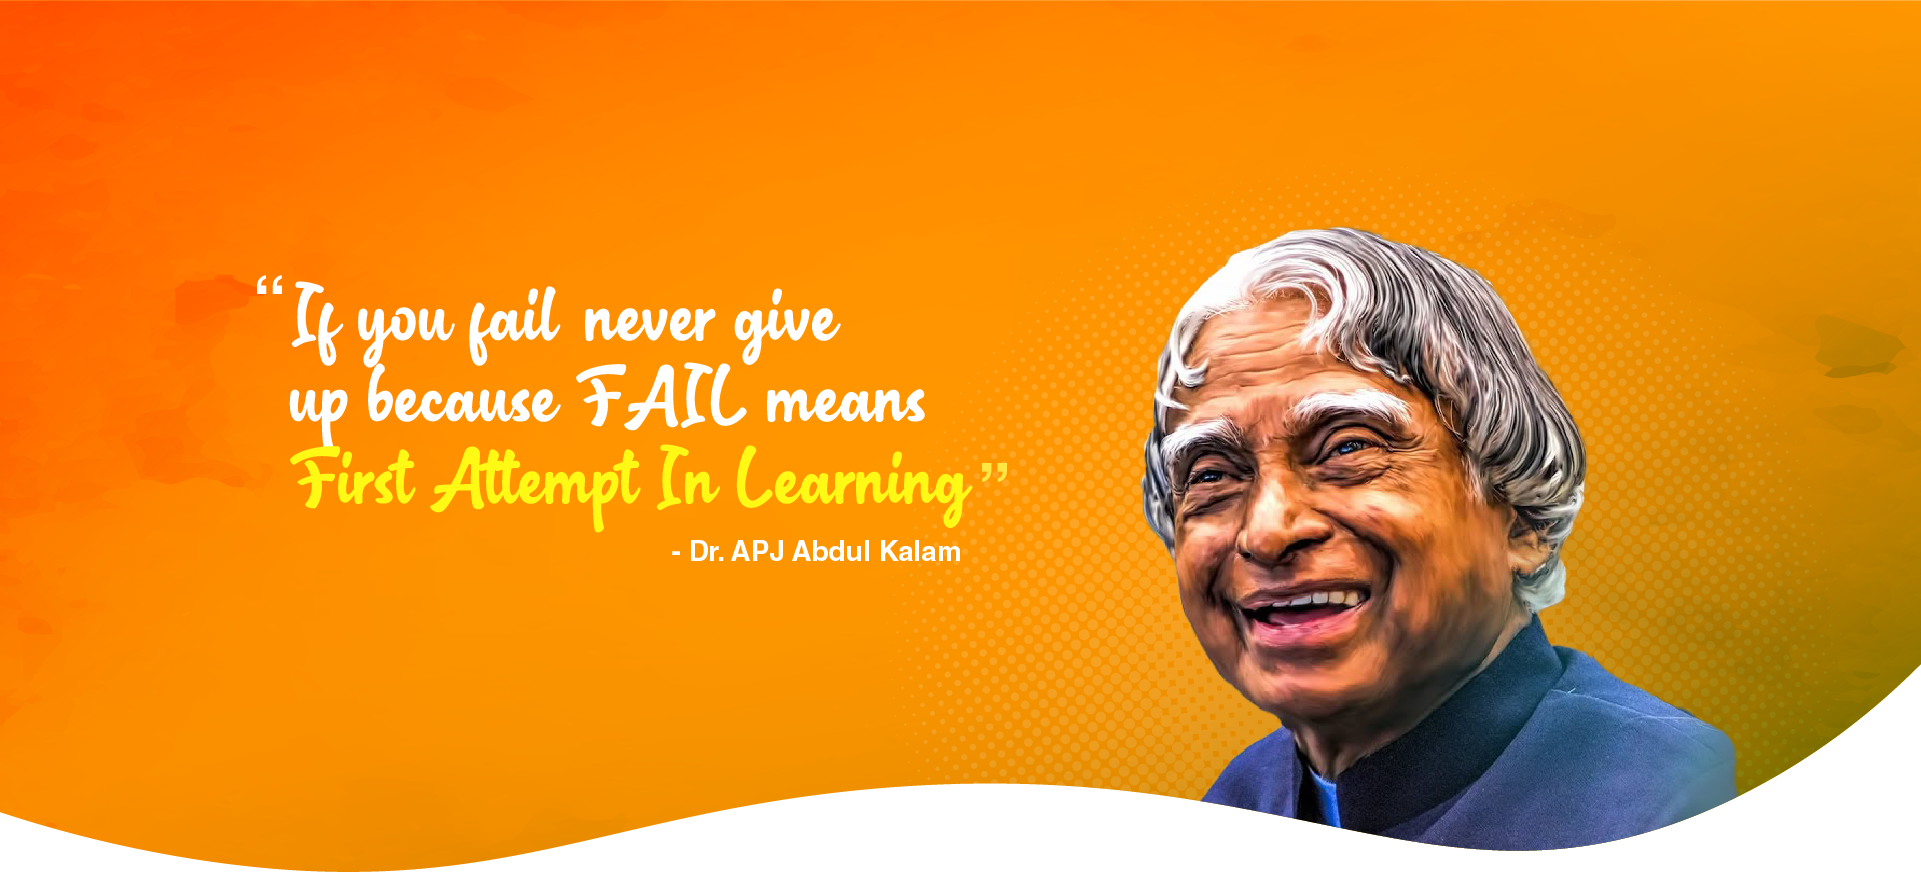 “If you fail never give
up because FAIL means
First Attempt In Learning”
- Dr. APJ Abdul Kalam